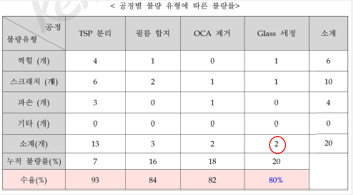 < 공정별 불량 유형에 따른 불량률>
공정
불량유형
TSP 분리
필름 합지
OCA 제거
Glass 세정
소계
찍힘 (개) 4 1 0 1 6
스크래치 (개) 6 2 1 1 10
파손 (개) 3 0 1 0 4
기타 (개) 0 0 0 0 0
소계(개) 13 3 2 2 20
누적 불량률(%) 7 16 18 20
수율(%) 93 84 82 80%